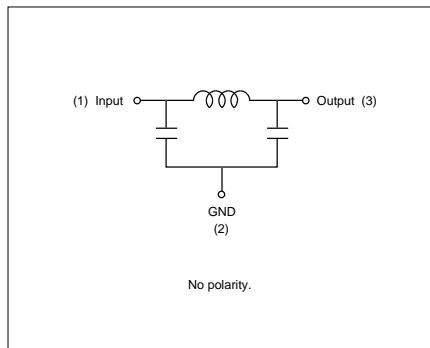 (1) Input
Output (3)
GND
(2)
No polarity.